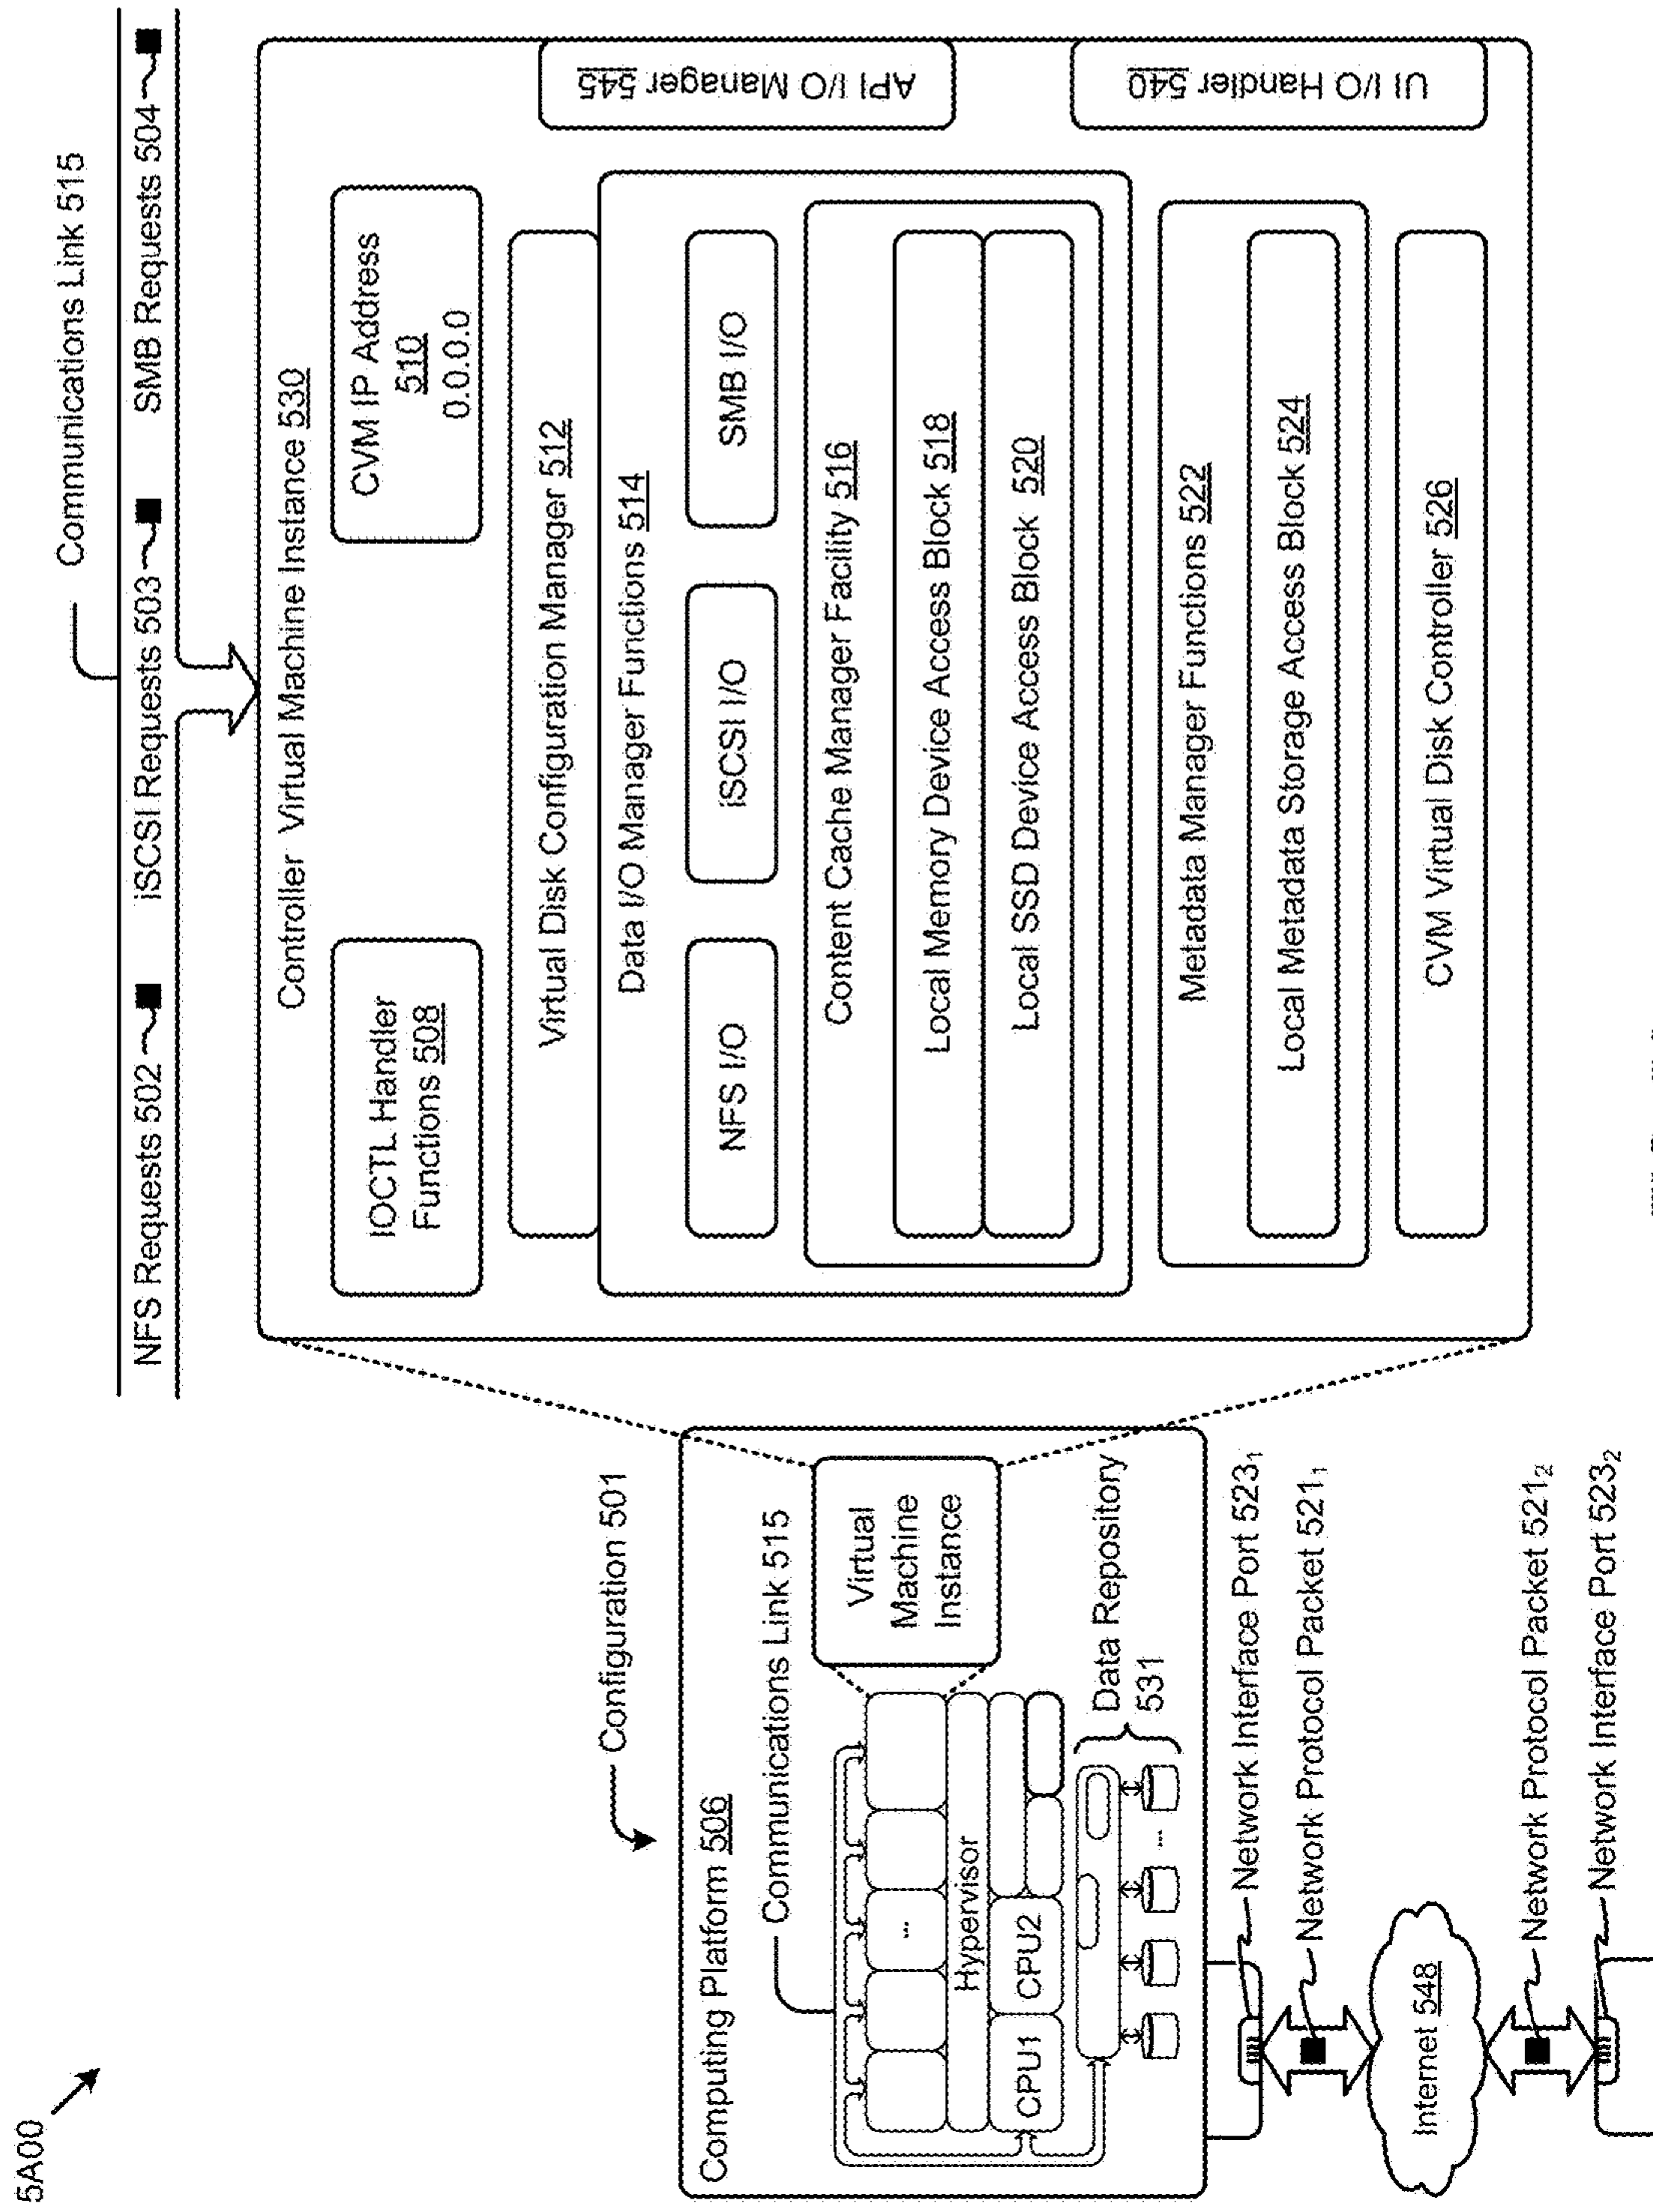 5A00
Communications Link 515
NFS Requests 502
iSCSI Requests 503
SMB Requests 504
Configuration 501
Computing Platform 506
Communications Link 515
...
Hypervisor
CPU1
CPU2
Virtual
Machine
Instance
Data Repository
531
...
Network Interface Port 523₁
Network Protocol Packet 521₁
Internet 548
Network Protocol Packet 521₂
Network Interface Port 523₂
Controller Virtual Machine Instance 530
IOCTL Handler
Functions 508
CVM IP Address
510
0.0.0.0
Virtual Disk Configuration Manager 512
Data I/O Manager Functions 514
NFS I/O
iSCSI I/O
SMB I/O
Content Cache Manager Facility 516
Local Memory Device Access Block 518
Local SSD Device Access Block 520
Metadata Manager Functions 522
Local Metadata Storage Access Block 524
CVM Virtual Disk Controller 526
API I/O Manager 545
UI I/O Handler 540